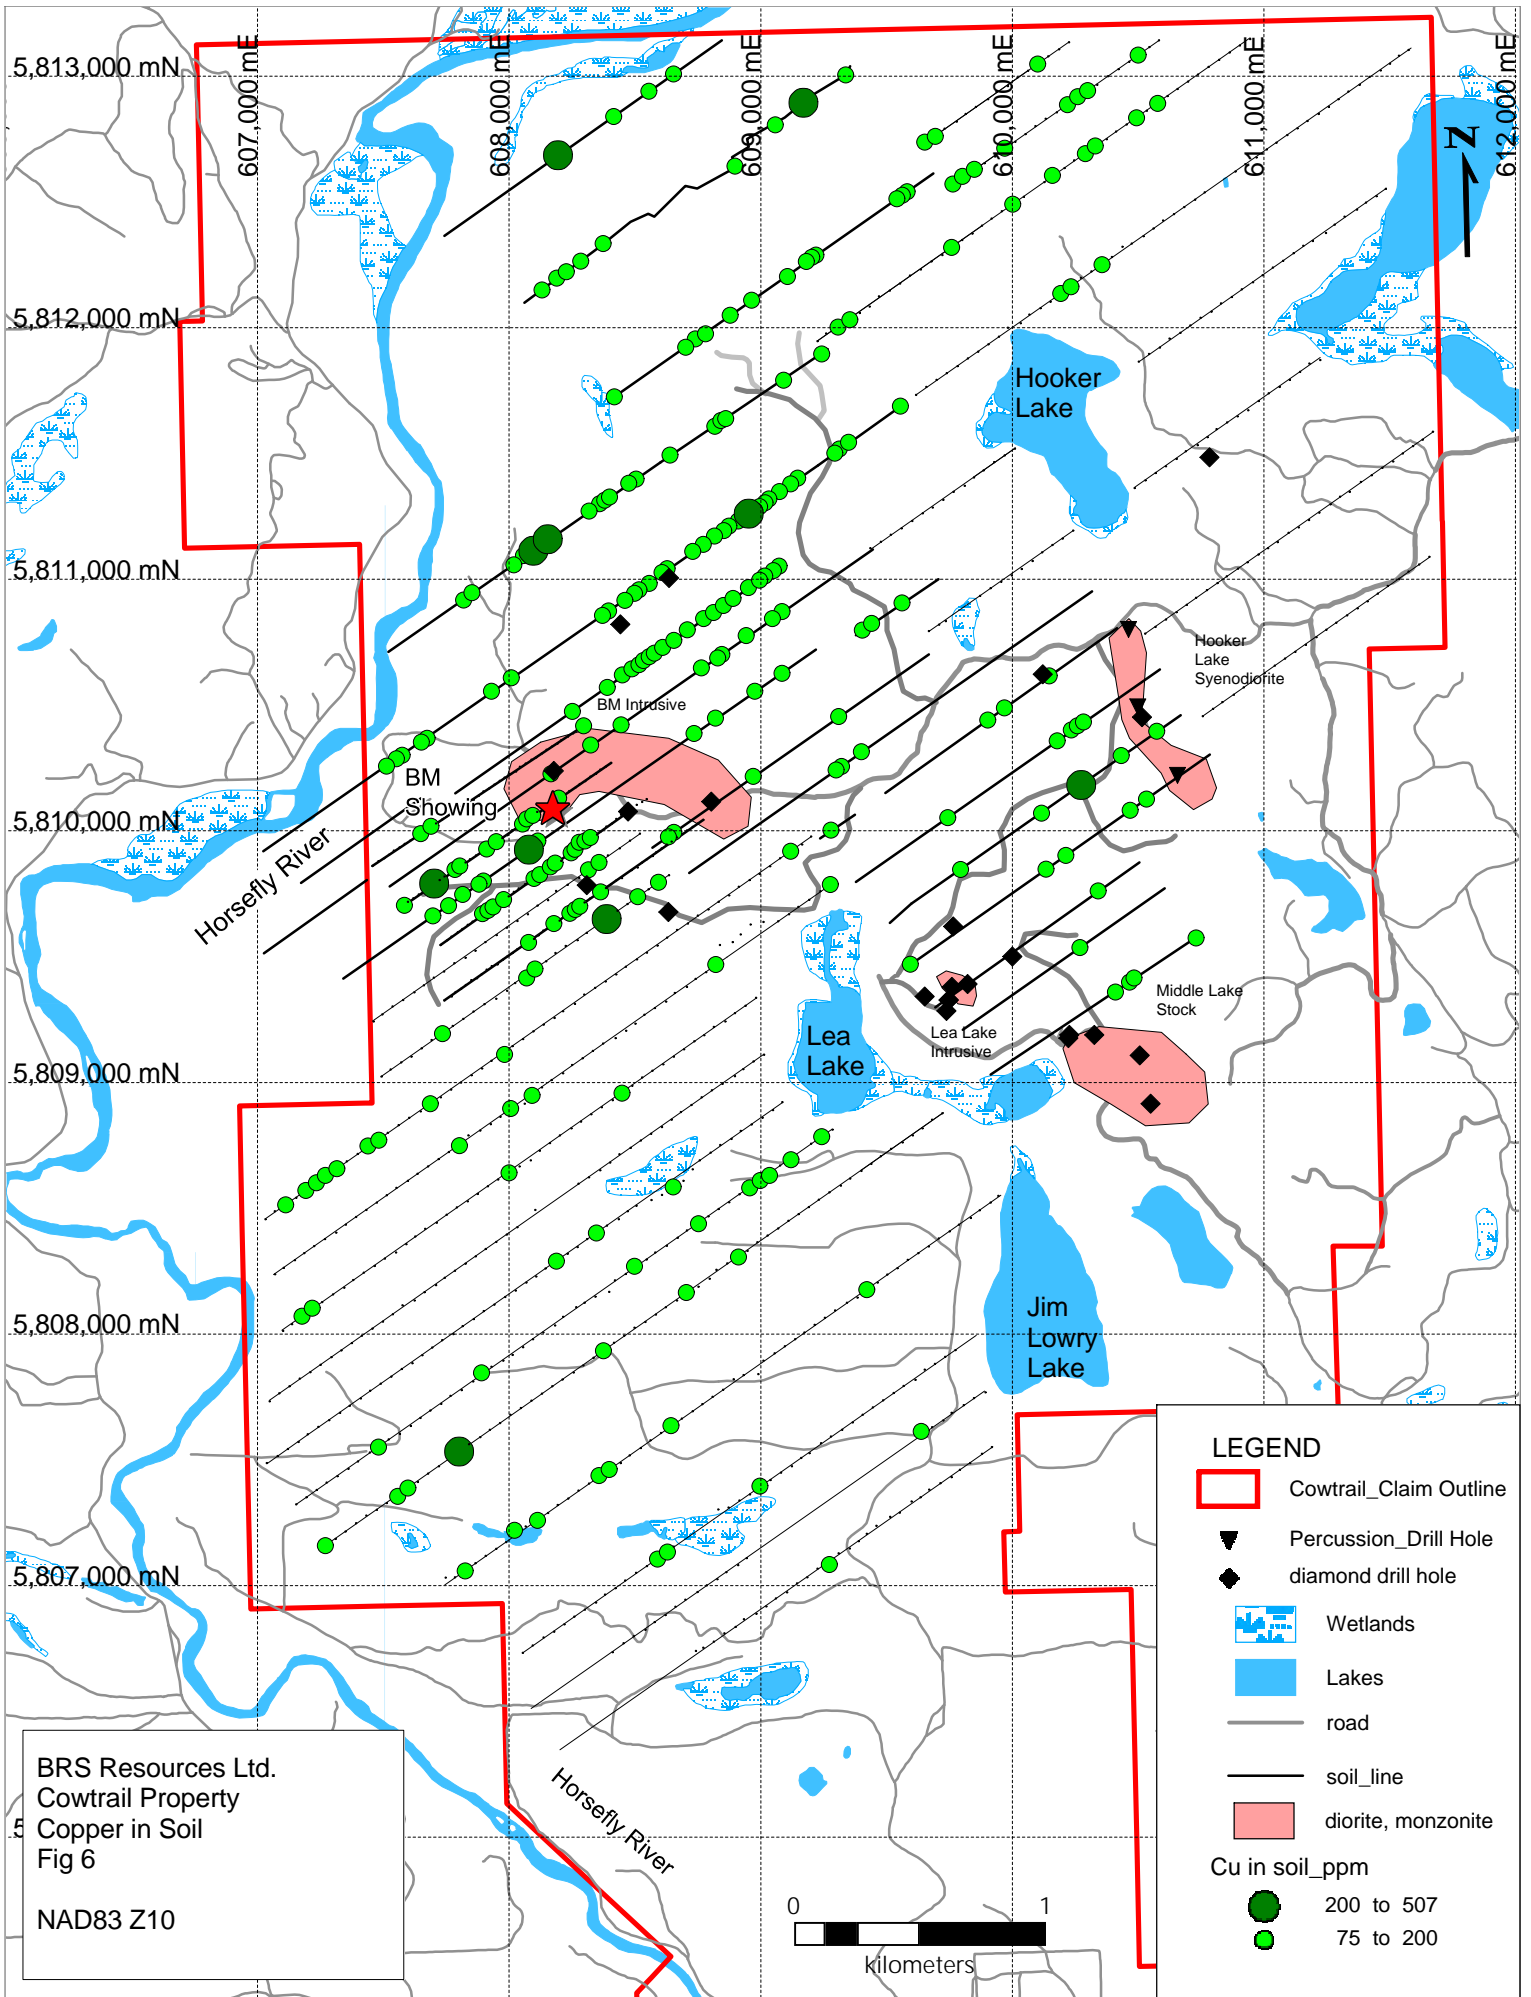 607,000 mE
608,000 mE
609,000 mE
610,000 mE
611,000 mE
612,000 mE
5,813,000 mN
N
5,812,000 mN
Hooker
Lake
5,811,000 mN
Hooker
Lake
Syenodiorite
BM Intrusive
BM
Showing
5,810,000 mN
Horsefly River
Middle Lake
Stock
Lea Lake
Intrusive
Lea
Lake
5,809,000 mN
5,808,000 mN
Jim
Lowry
Lake
5,807,000 mN
Horsefly River
5
BRS Resources Ltd.
Cowtrail Property
Copper in Soil
Fig 6
NAD83 Z10
0 1
kilometers
LEGEND
Cowtrail_Claim Outline
Percussion_Drill Hole
diamond drill hole
Wetlands
Lakes
road
soil_line
diorite, monzonite
Cu in soil_ppm
200 to 507
75 to 200